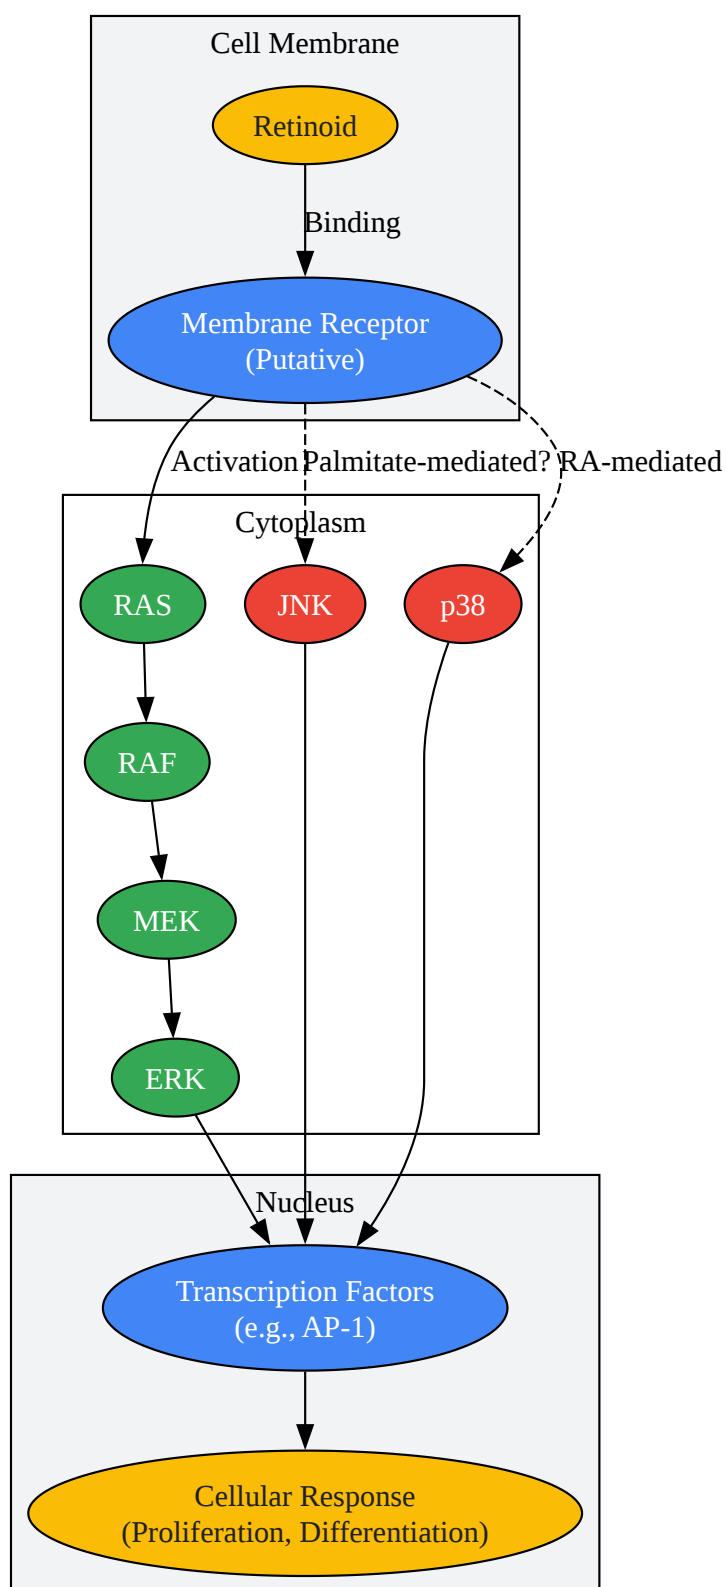 Cell Membrane
Retinoid
Binding
Membrane Receptor
(Putative)
Activation
Palmitate-mediated?
RA-mediated
Cytoplasm
RAS
JNK
p38
RAF
MEK
ERK
Nucleus
Transcription Factors
(e.g., AP-1)
Cellular Response
(Proliferation, Differentiation)